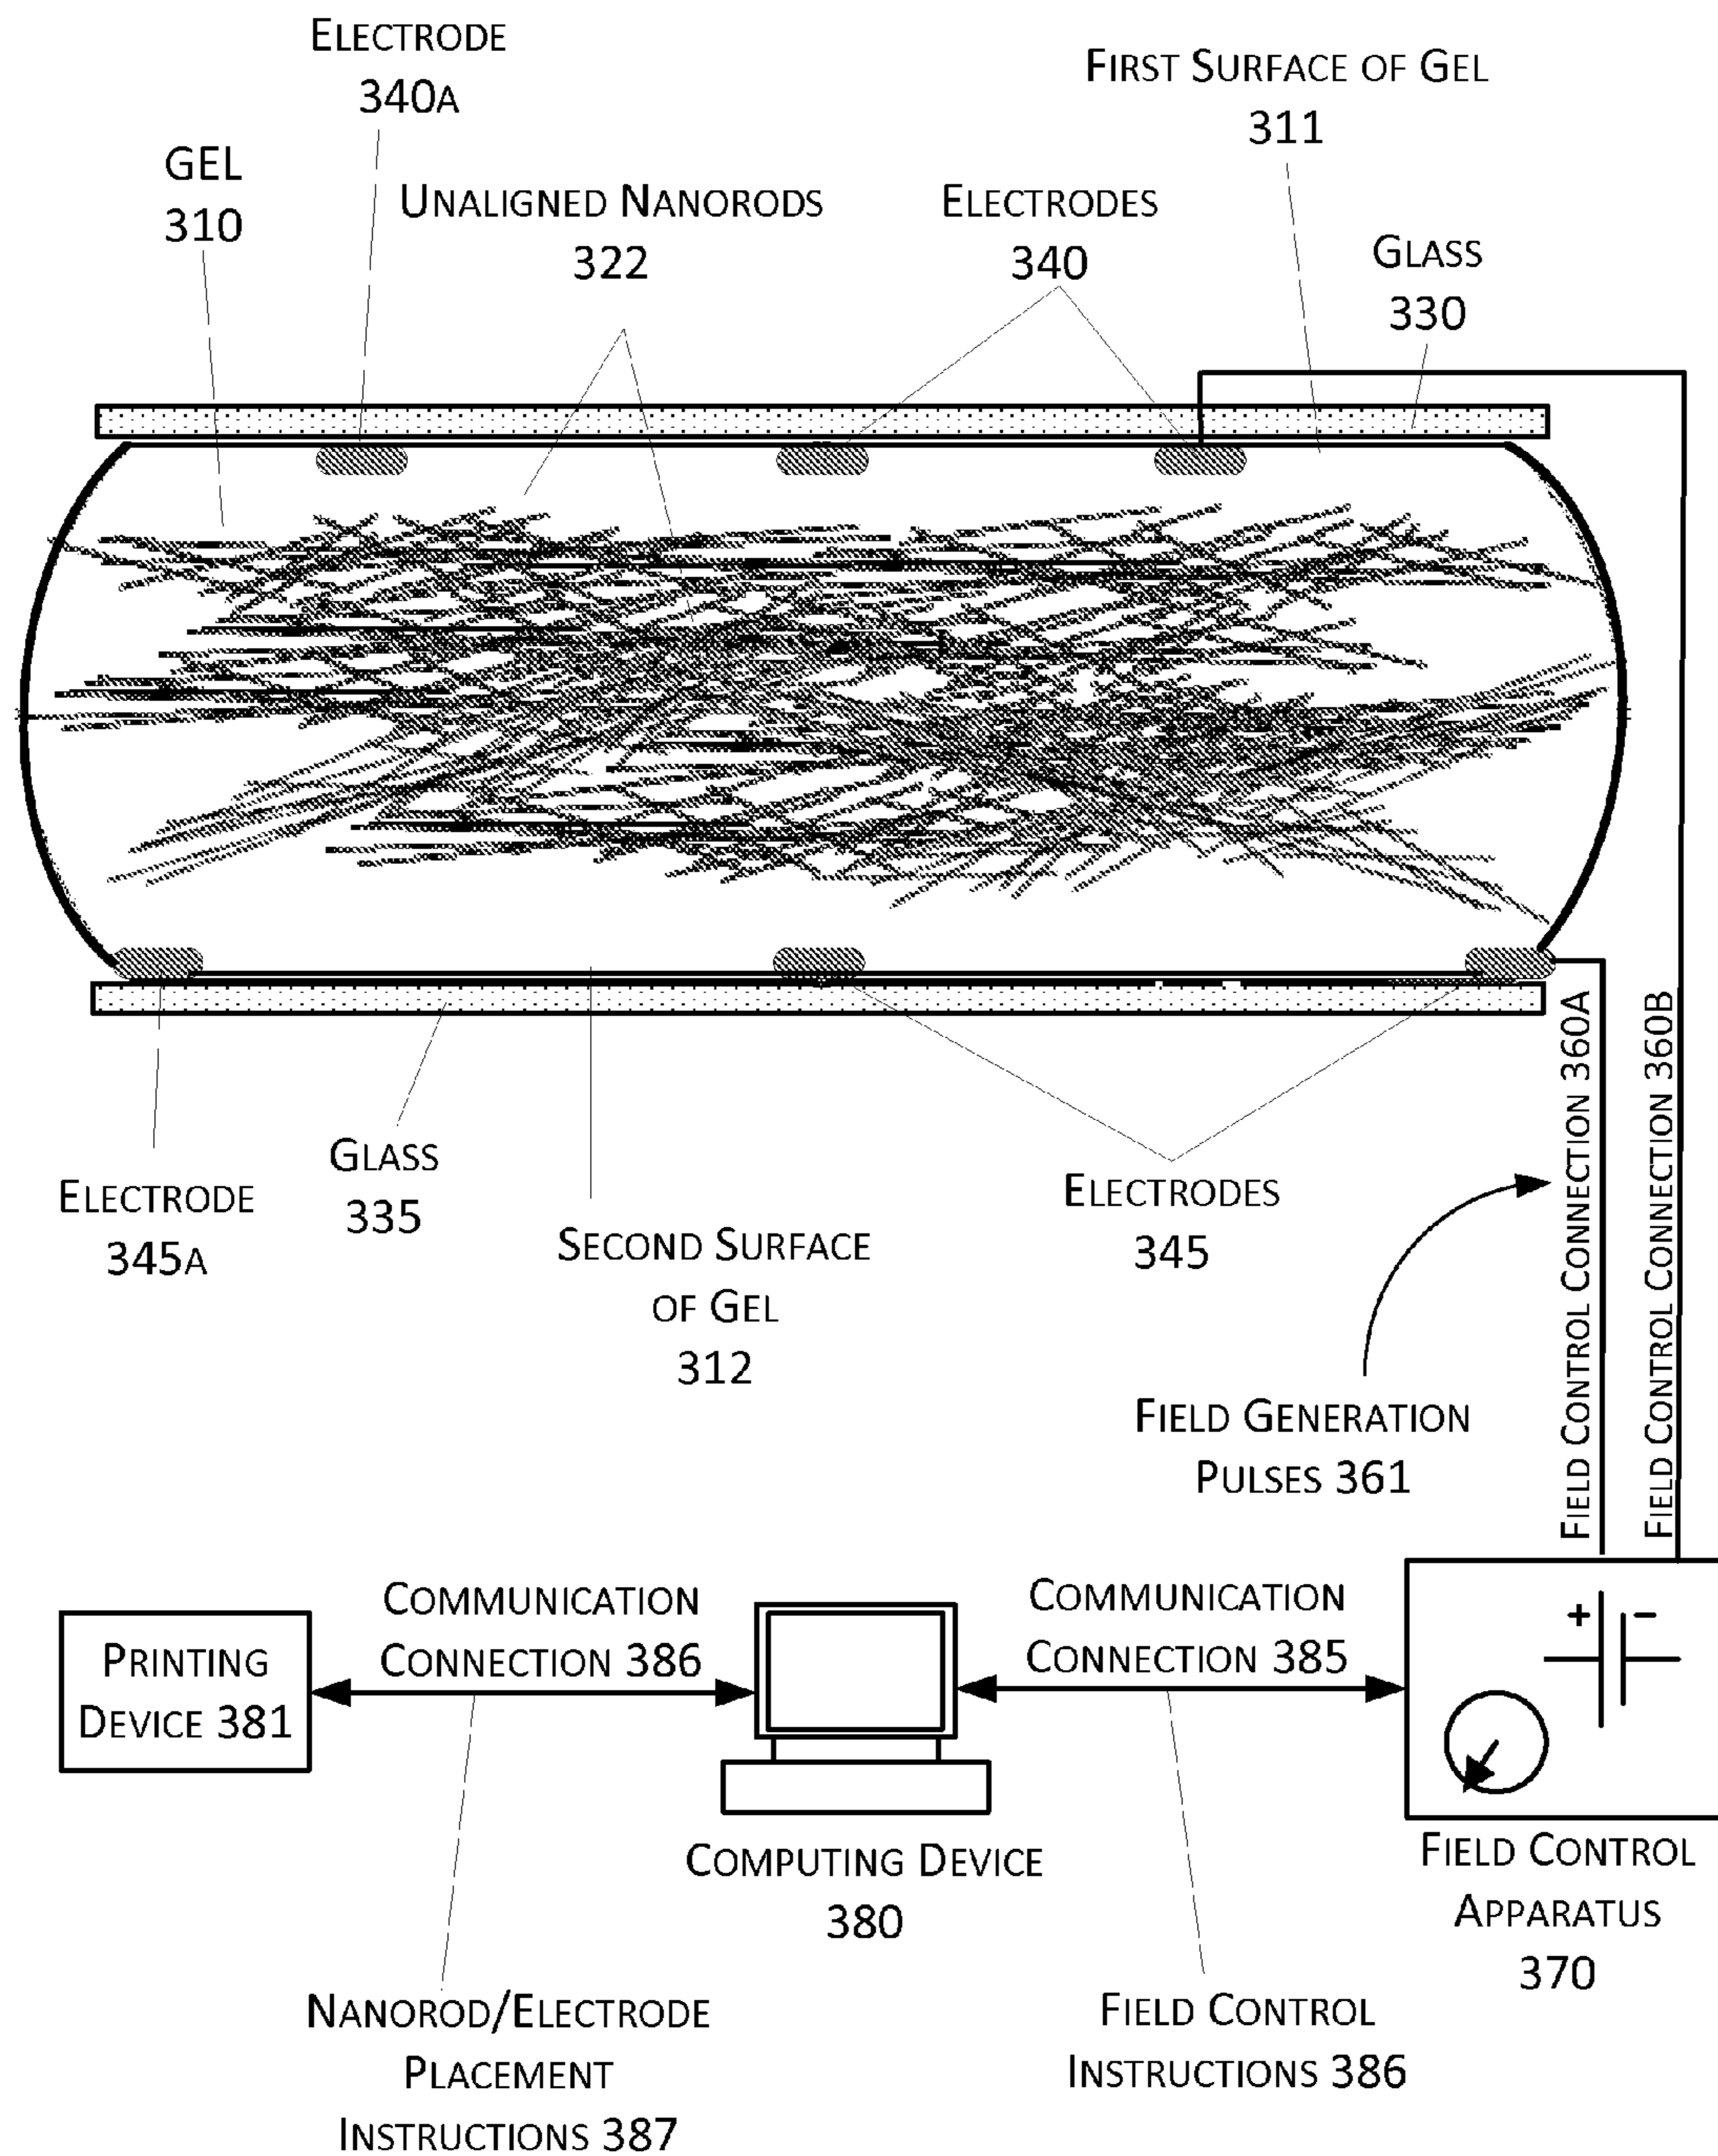 ELECTRODE
340A
FIRST SURFACE OF GEL
311
GEL
310
UNALIGNED NANORODS
322
ELECTRODES
340
GLASS
330
ELECTRODE
345A
GLASS
335
SECOND SURFACE
OF GEL
312
ELECTRODES
345
FIELD CONTROL CONNECTION 360A
FIELD CONTROL CONNECTION 360B
FIELD GENERATION
PULSES 361
PRINTING
DEVICE 381
COMMUNICATION
CONNECTION 386
COMMUNICATION
CONNECTION 385
+ -
COMPUTING DEVICE
380
FIELD CONTROL
APPARATUS
370
NANOROD/ELECTRODE
PLACEMENT
INSTRUCTIONS 387
FIELD CONTROL
INSTRUCTIONS 386